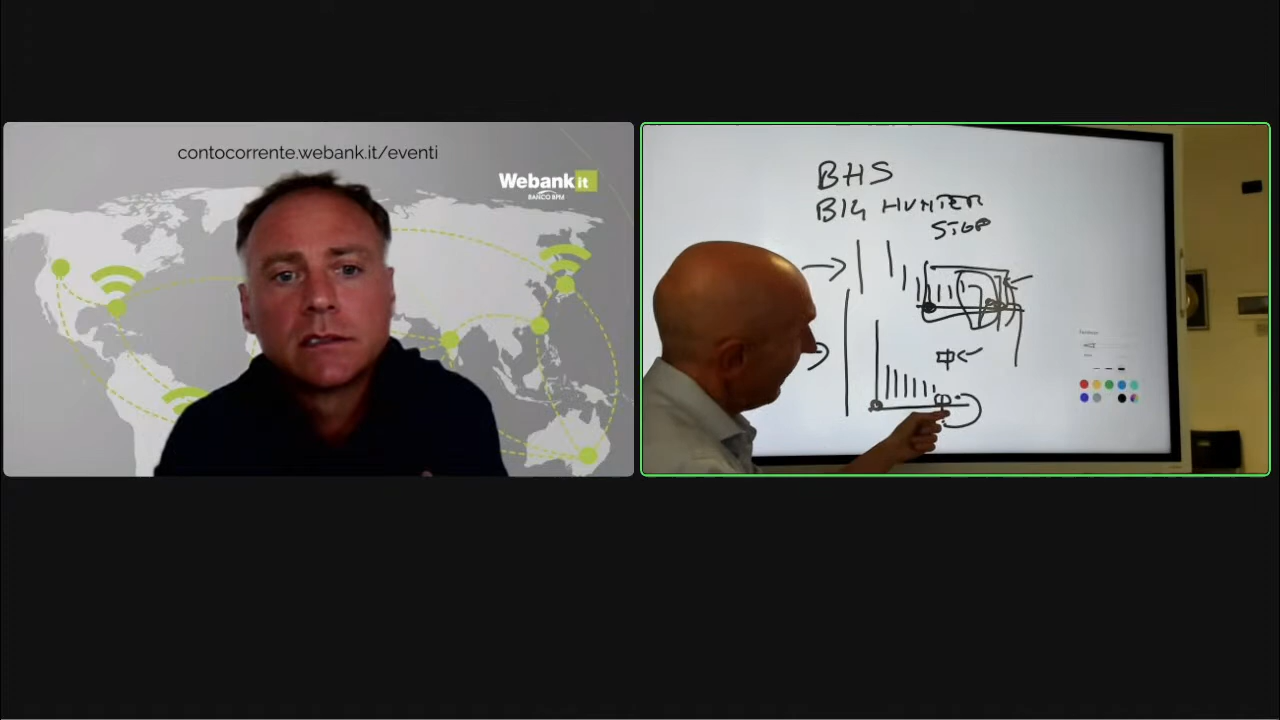 contocorrente.webank.it/eventi
Webank it
BANCO BPM
BHS
BIG HUNTER
STOP